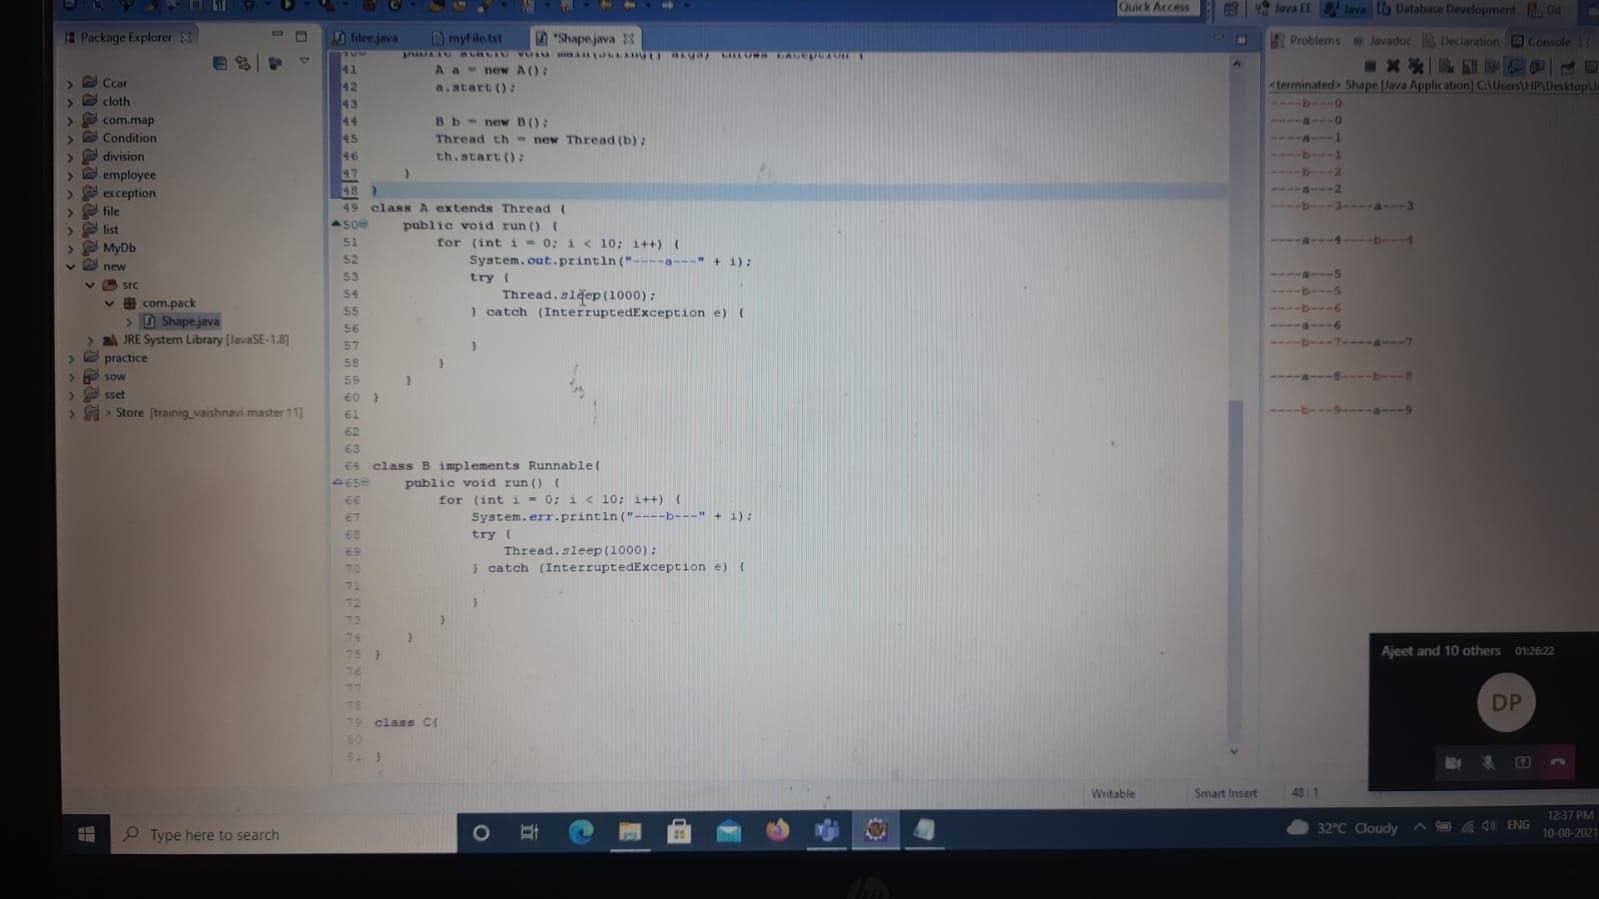 Quick Access
Java EE
Java
Database Development
Git
Package Explorer
filee.java
myFile.txt
*Shape.java
Problems
Javadoc
Declaration
Console
<terminated> Shape [Java Application] C:\Users\HP\Desktop\
Ccar
cloth
com.map
Condition
division
employee
exception
file
list
MyDb
new
src
com.pack
Shape.java
JRE System Library [JavaSE-1.8]
practice
sow
sset
> Store [trainig_vaishnavi master ↑1]
public static void main(String[] args) throws Exception {
41 A a = new A();
42 a.start();
43
44 B b = new B();
45 Thread th = new Thread(b);
46 th.start();
47 }
48 }
49 class A extends Thread {
50 public void run() {
51 for (int i = 0; i < 10; i++) {
52 System.out.println("----a---" + i);
53 try {
54 Thread.sleep(1000);
55 } catch (InterruptedException e) {
56
57 }
58 }
59 }
60 }
61
62
63
64 class B implements Runnable{
65 public void run() {
66 for (int i = 0; i < 10; i++) {
67 System.err.println("----b---" + i);
68 try {
69 Thread.sleep(1000);
70 } catch (InterruptedException e) {
71
72 }
73 }
74 }
75 }
76
77
78
79 class C{
80
81 }
----b---0
----a---0
----a---1
----b---1
----b---2
----a---2
----b---3----a---3
----a---4----b---4
----a---5
----b---5
----b---6
----a---6
----b---7----a---7
----a---8----b---8
----b---9----a---9
Ajeet and 10 others 01:26:22
DP
Writable
Smart Insert
48 : 1
Type here to search
32°C Cloudy
ENG
12:37 PM
10-08-2021
hp